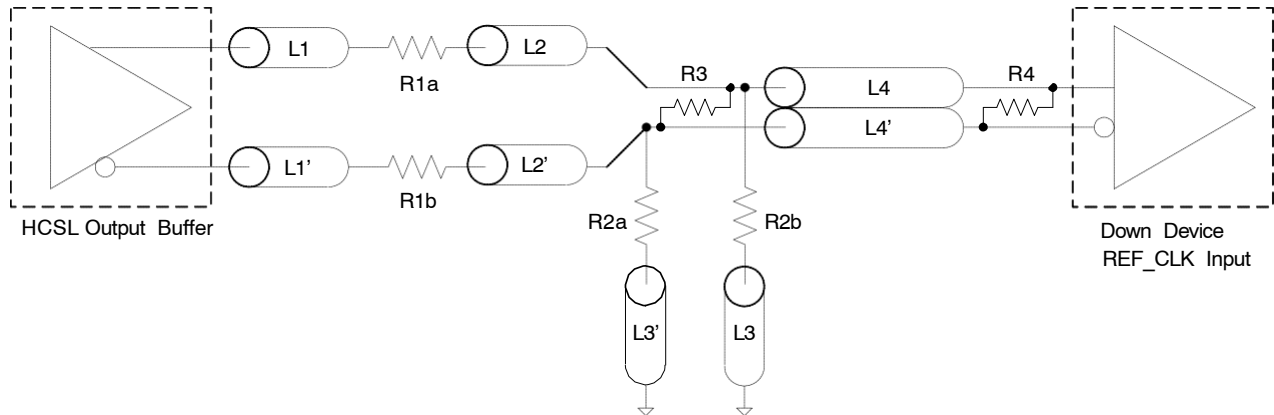 L1
R1a
L2
R3
L4
R4
L1’
R1b
L2’
L4’
R2a
R2b
L3’
L3
HCSL Output Buffer
Down Device
REF_CLK Input